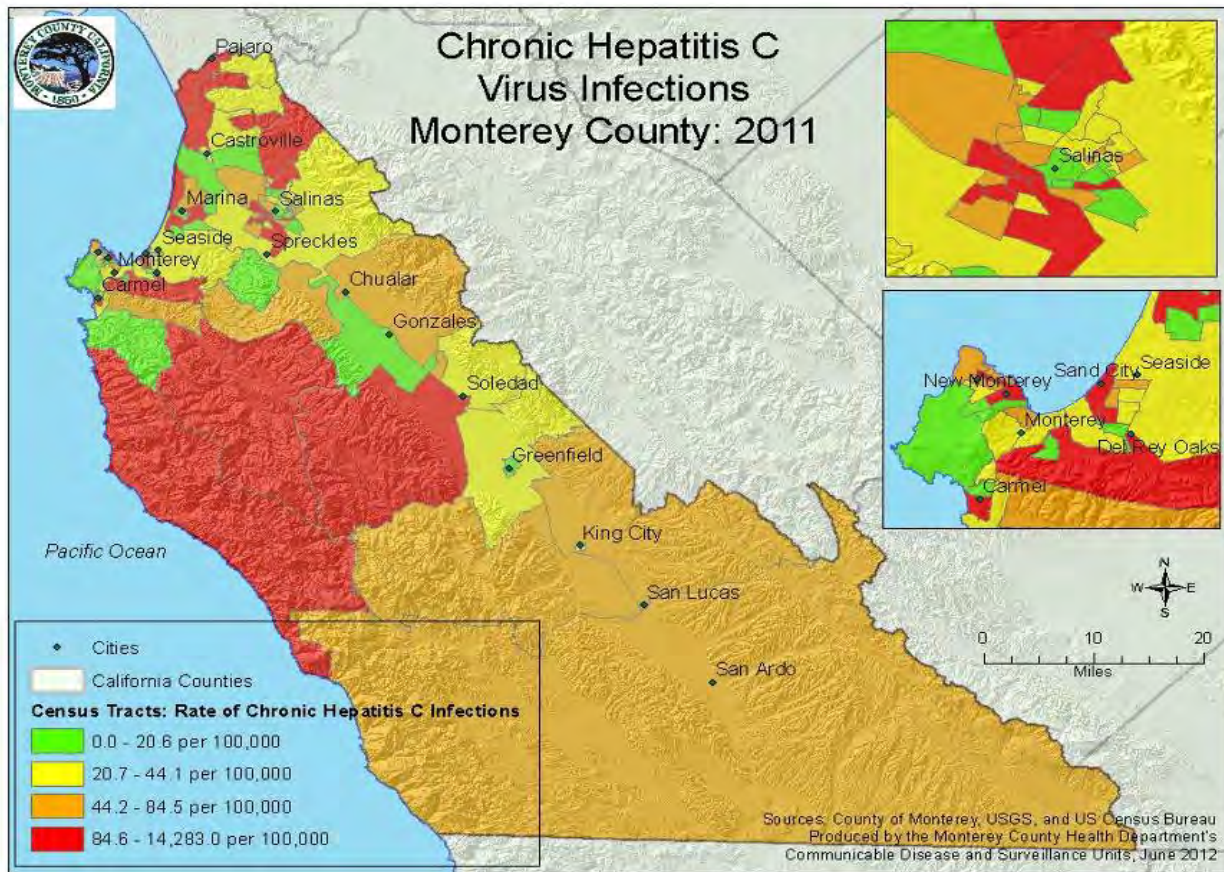 MONTEREY COUNTY CALIFORNIA
1850
Chronic Hepatitis C
Virus Infections
Monterey County: 2011
Pajaro
Castroville
Marina
Salinas
Seaside
Spreckles
Monterey
Carmel
Chualar
Gonzales
Soledad
Greenfield
King City
San Lucas
San Ardo
Pacific Ocean
Salinas
Seaside
Sand City
New Monterey
Monterey
Del Rey Oaks
Carmel
N
W E
S
0 10 20
Miles
Cities
California Counties
Census Tracts: Rate of Chronic Hepatitis C Infections
0.0 - 20.6 per 100,000
20.7 - 44.1 per 100,000
44.2 - 84.5 per 100,000
84.6 - 14,283.0 per 100,000
Sources: County of Monterey, USGS, and US Census Bureau
Produced by the Monterey County Health Department's
Communicable Disease and Surveillance Units, June 2012